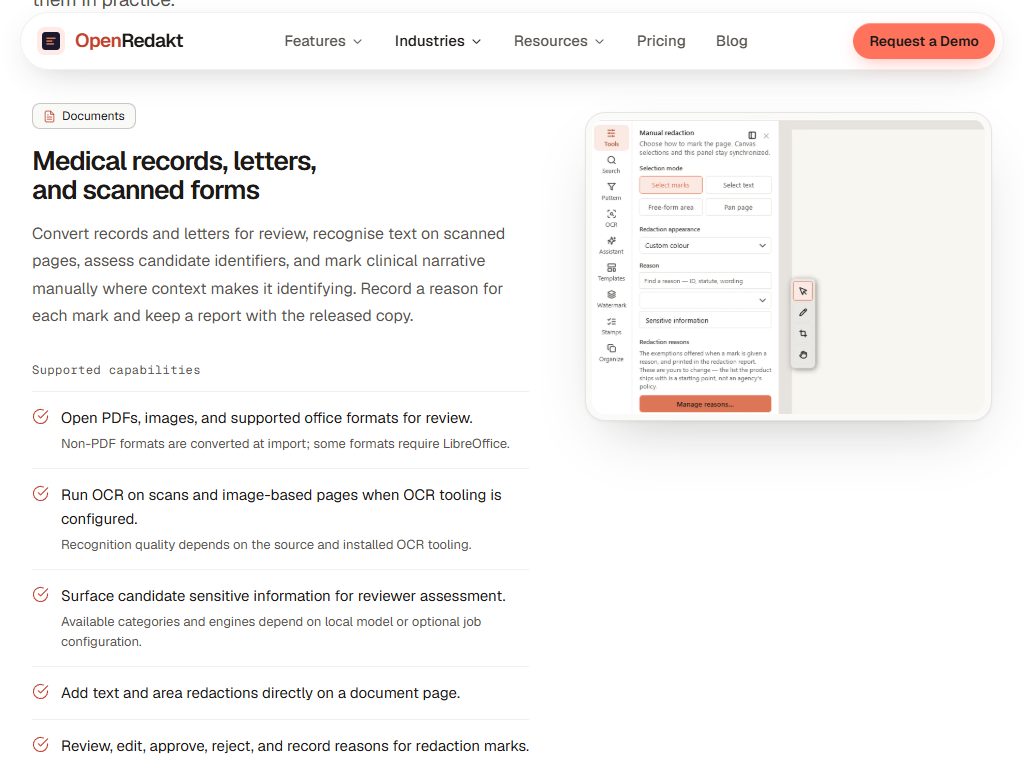 them in practice.
OpenRedakt
Features
Industries
Resources
Pricing
Blog
Request a Demo
Documents
Medical records, letters,
and scanned forms
Convert records and letters for review, recognise text on scanned
pages, assess candidate identifiers, and mark clinical narrative
manually where context makes it identifying. Record a reason for
each mark and keep a report with the released copy.
Supported capabilities
Open PDFs, images, and supported office formats for review.
Non-PDF formats are converted at import; some formats require LibreOffice.
Run OCR on scans and image-based pages when OCR tooling is
configured.
Recognition quality depends on the source and installed OCR tooling.
Surface candidate sensitive information for reviewer assessment.
Available categories and engines depend on local model or optional job
configuration.
Add text and area redactions directly on a document page.
Review, edit, approve, reject, and record reasons for redaction marks.
Tools
Search
Pattern
OCR
Assistant
Templates
Watermark
Stamps
Organize
Manual redaction
Choose how to mark the page. Canvas
selections and this panel stay synchronized.
Selection mode
Select marks
Select text
Free-form area
Pan page
Redaction appearance
Custom colour
Reason
Find a reason — ID, statute, wording
Sensitive information
Redaction reasons
The exemptions offered when a mark is given a
reason, and printed in the redaction report.
These are yours to change — the list the product
ships with is a starting point, not an agency's
policy.
Manage reasons...